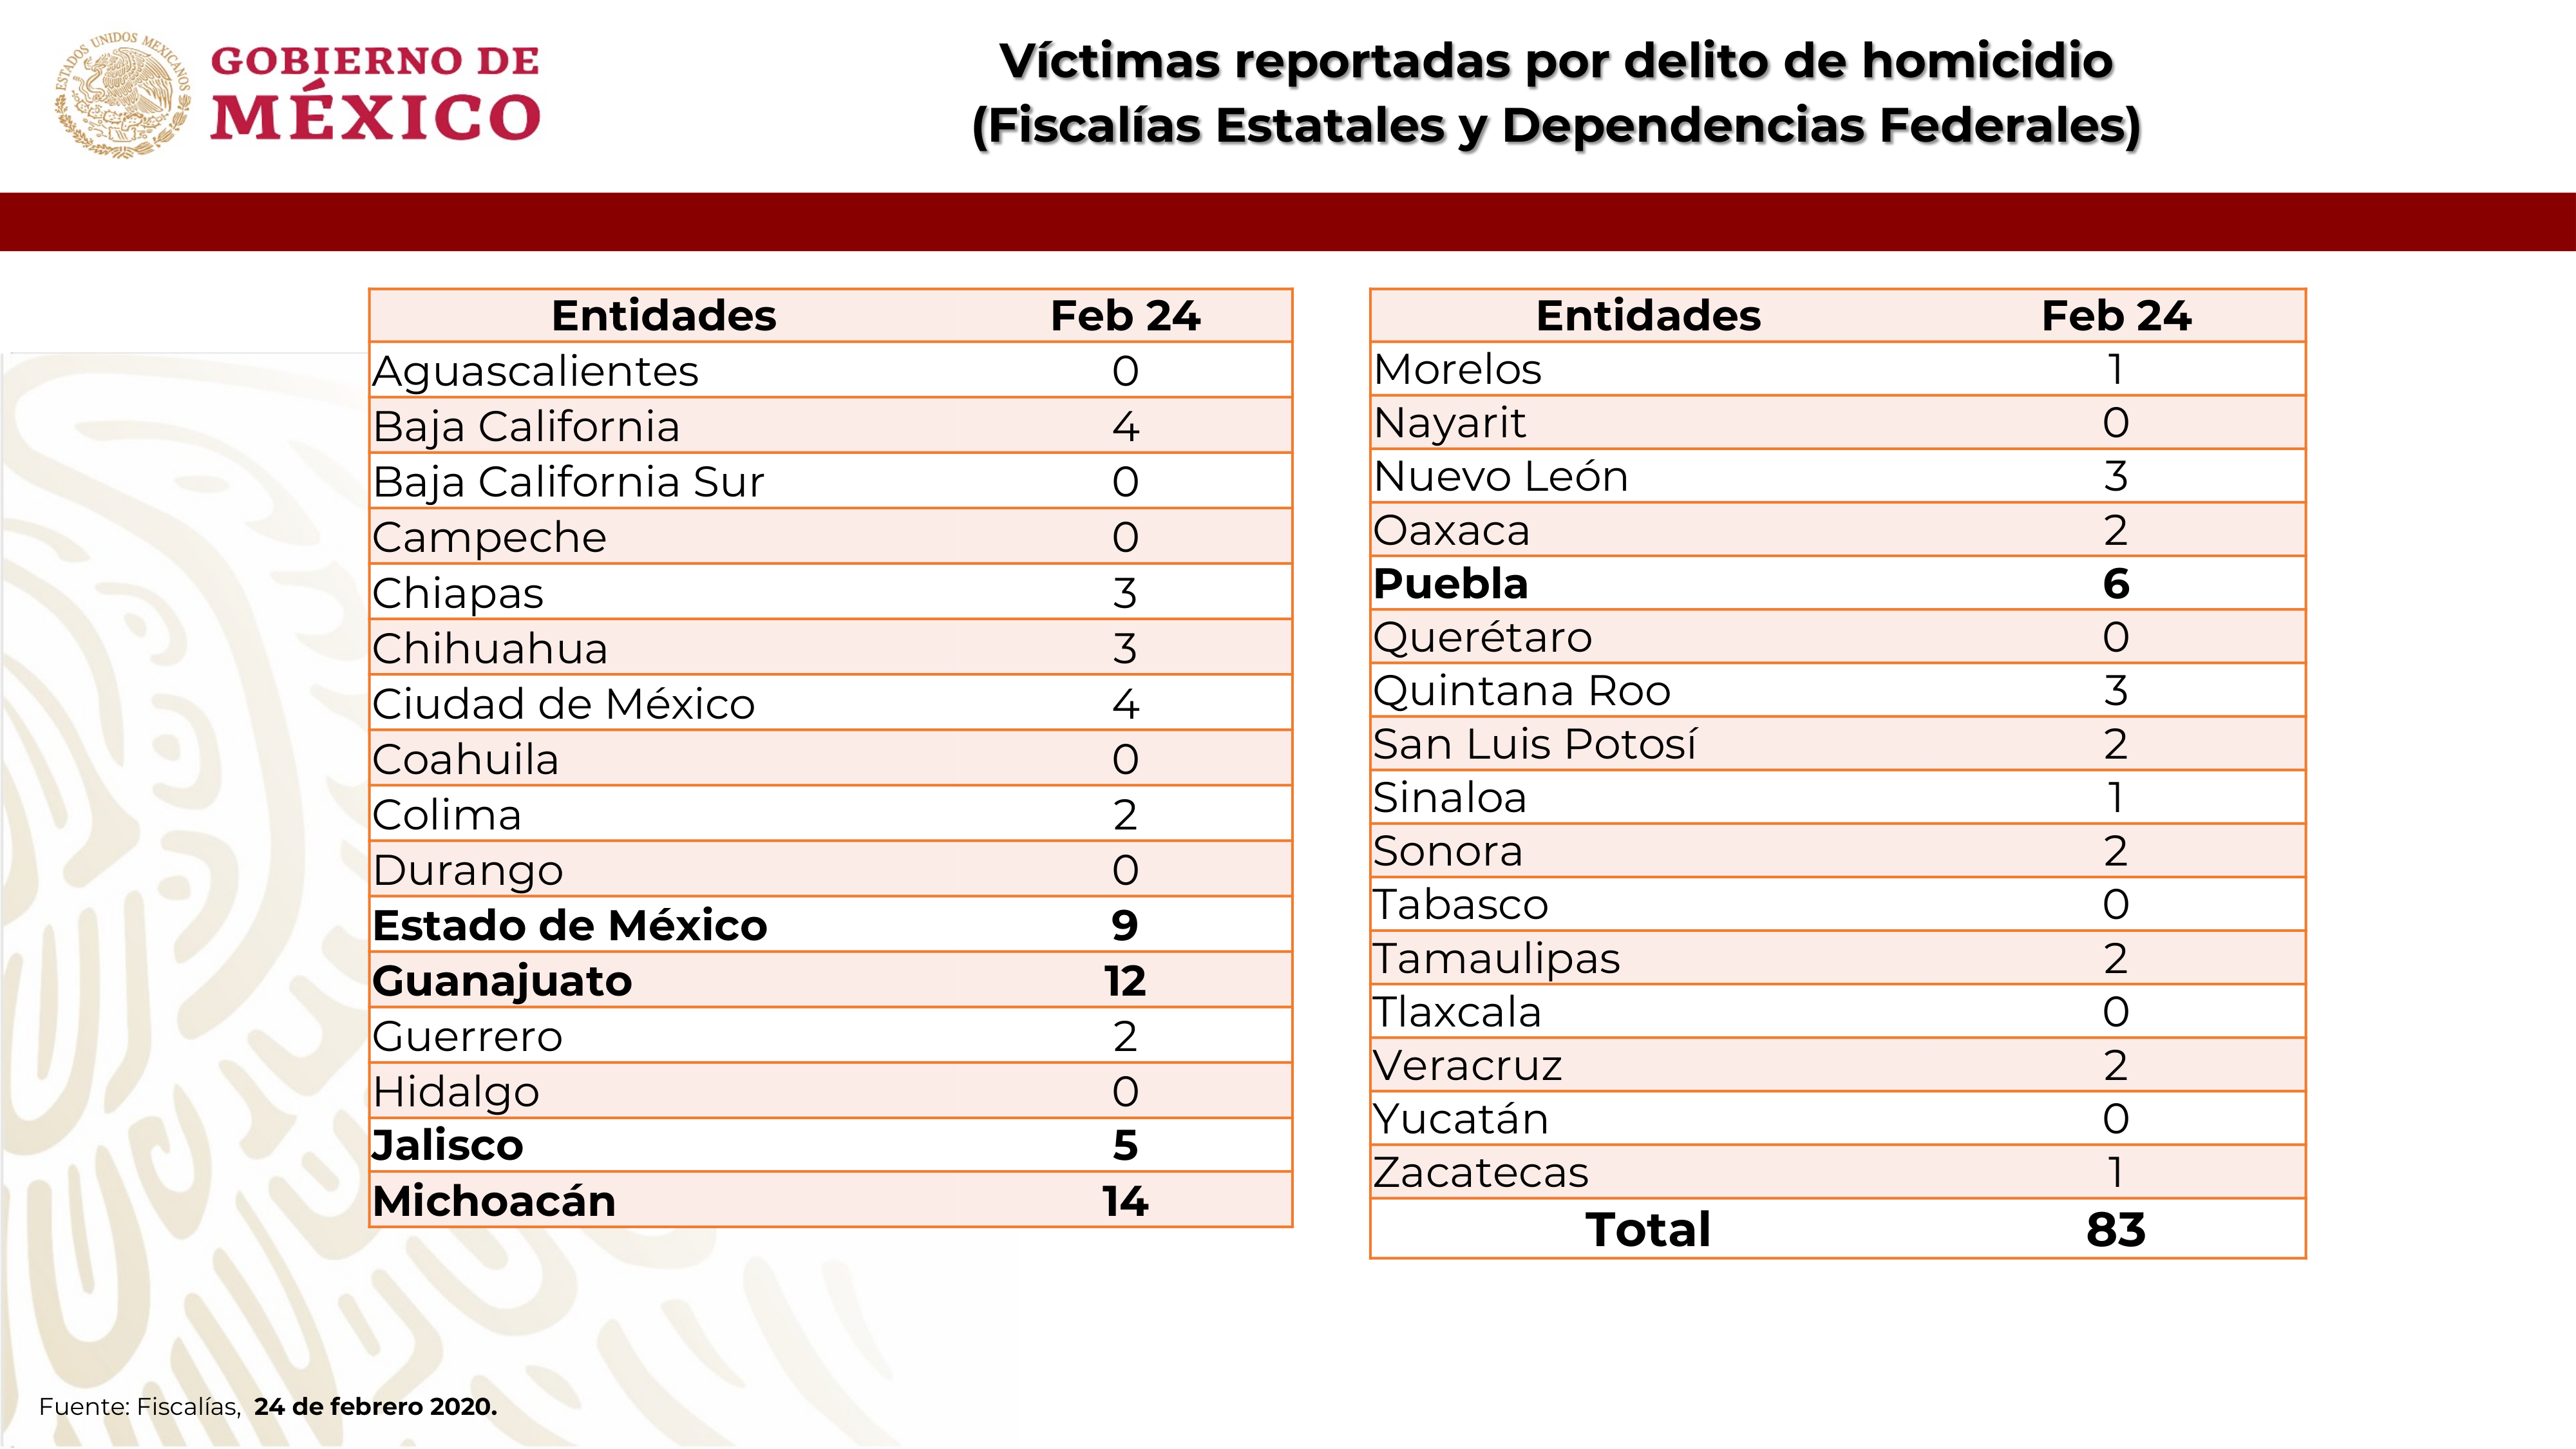 ESTADOS UNIDOS MEXICANOS
GOBIERNO DE
MÉXICO
Víctimas reportadas por delito de homicidio
(Fiscalías Estatales y Dependencias Federales)
Entidades Feb 24
Aguascalientes 0
Baja California 4
Baja California Sur 0
Campeche 0
Chiapas 3
Chihuahua 3
Ciudad de México 4
Coahuila 0
Colima 2
Durango 0
Estado de México 9
Guanajuato 12
Guerrero 2
Hidalgo 0
Jalisco 5
Michoacán 14
Entidades Feb 24
Morelos 1
Nayarit 0
Nuevo León 3
Oaxaca 2
Puebla 6
Querétaro 0
Quintana Roo 3
San Luis Potosí 2
Sinaloa 1
Sonora 2
Tabasco 0
Tamaulipas 2
Tlaxcala 0
Veracruz 2
Yucatán 0
Zacatecas 1
Total 83
Fuente: Fiscalías, 24 de febrero 2020.